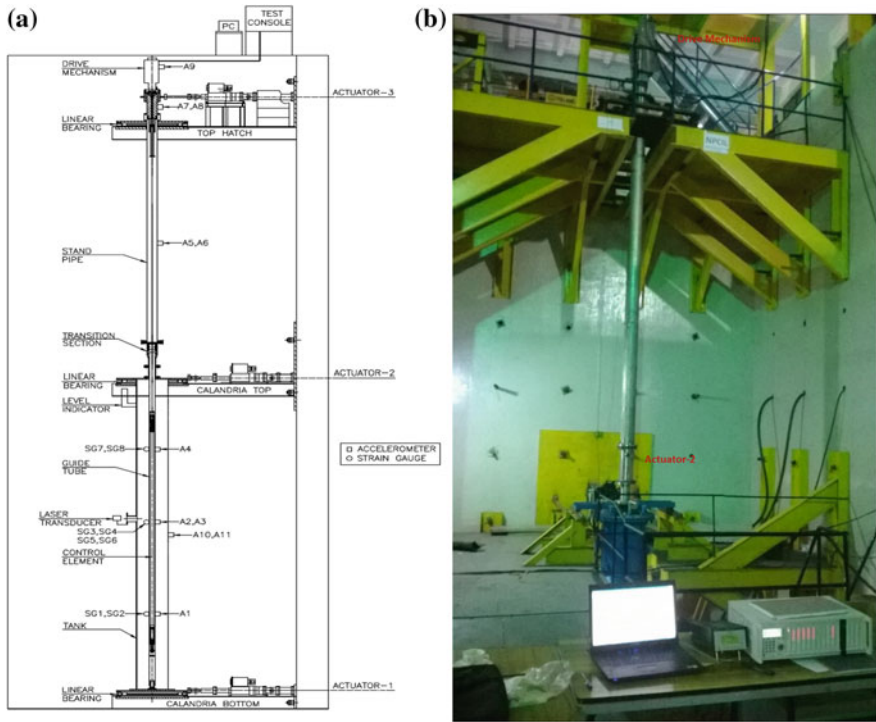 (a)
PC
TEST
CONSOLE
DRIVE
MECHANISM
A9
ACTUATOR-3
A7,A8
LINEAR
BEARING
TOP HATCH
A5,A6
STAND
PIPE
TRANSITION
SECTION
LINEAR
BEARING
ACTUATOR-2
CALANDRIA TOP
LEVEL
INDICATOR
SG7,SG8
A4
ACCELEROMETER
STRAIN GAUGE
GUIDE
TUBE
LASER
TRANSDUCER
SG3,SG4
SG5,SG6
A2,A3
A10,A11
CONTROL
ELEMENT
SG1,SG2
A1
TANK
LINEAR
BEARING
ACTUATOR-1
CALANDRIA BOTTOM
(b)
Drive Mechanism
NPCIL
Actuator-2